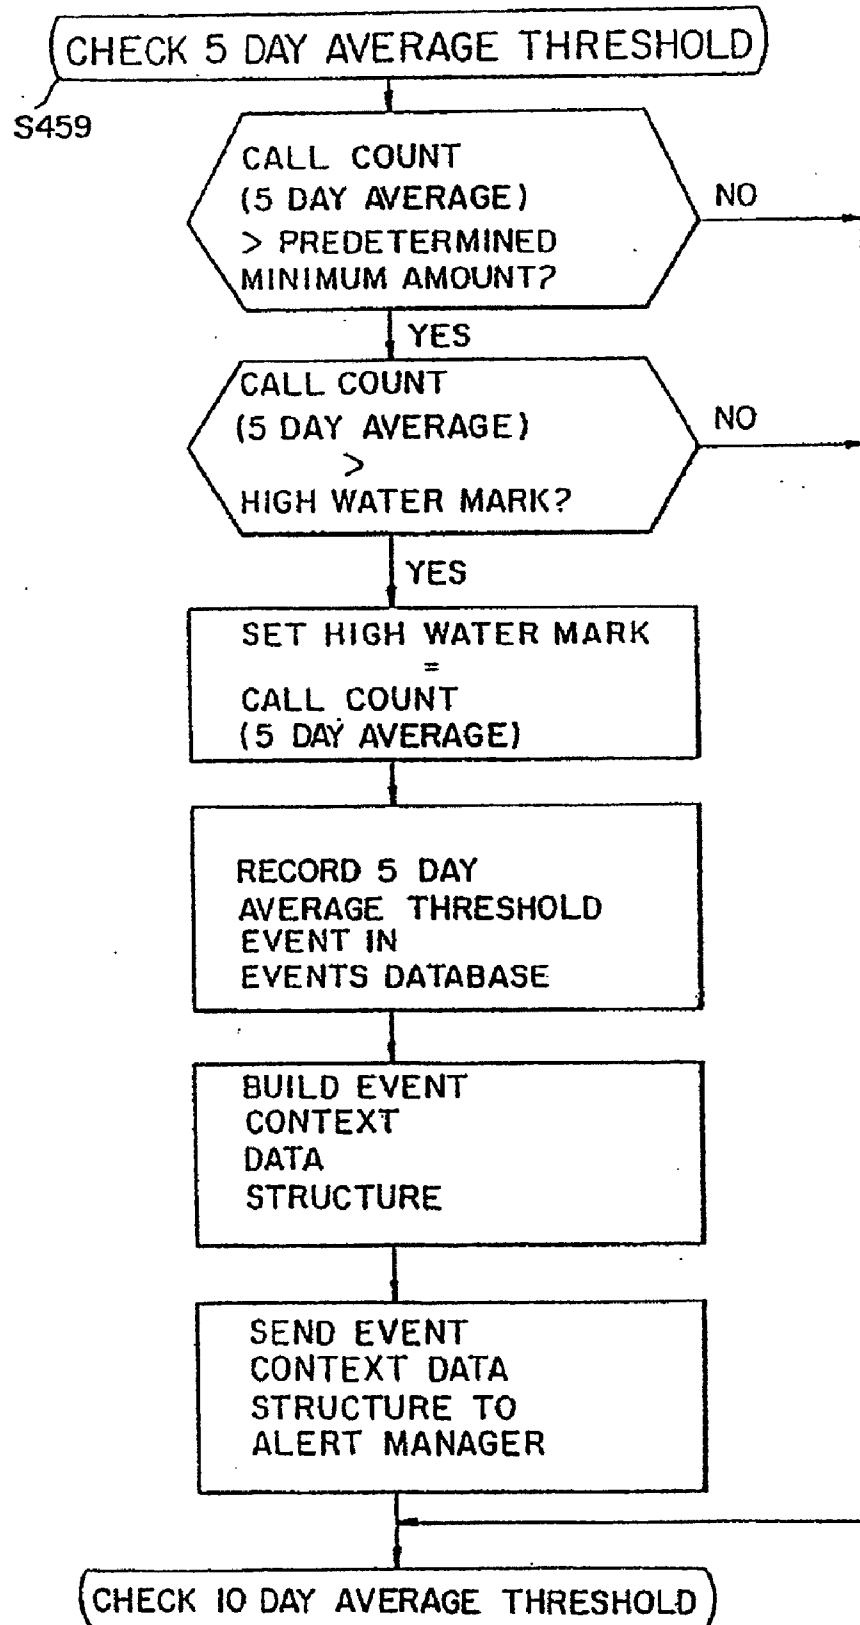 CHECK 5 DAY AVERAGE THRESHOLD
S459
CALL COUNT
(5 DAY AVERAGE)
> PREDETERMINED
MINIMUM AMOUNT?
NO
YES
CALL COUNT
(5 DAY AVERAGE)
>
HIGH WATER MARK?
NO
YES
SET HIGH WATER MARK
=
CALL COUNT
(5 DAY AVERAGE)
RECORD 5 DAY
AVERAGE THRESHOLD
EVENT IN
EVENTS DATABASE
BUILD EVENT
CONTEXT
DATA
STRUCTURE
SEND EVENT
CONTEXT DATA
STRUCTURE TO
ALERT MANAGER
CHECK 10 DAY AVERAGE THRESHOLD